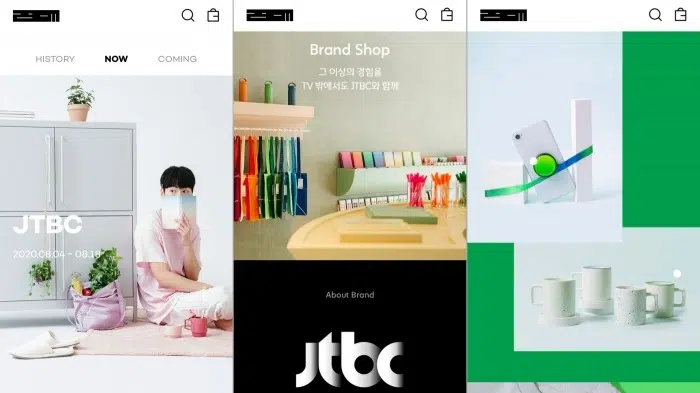 HISTORY NOW COMING
JTBC
2020.08.04 - 08.16
Brand Shop
그 이상의 경험을
TV 밖에서도 JTBC와 함께
About Brand
jtbc